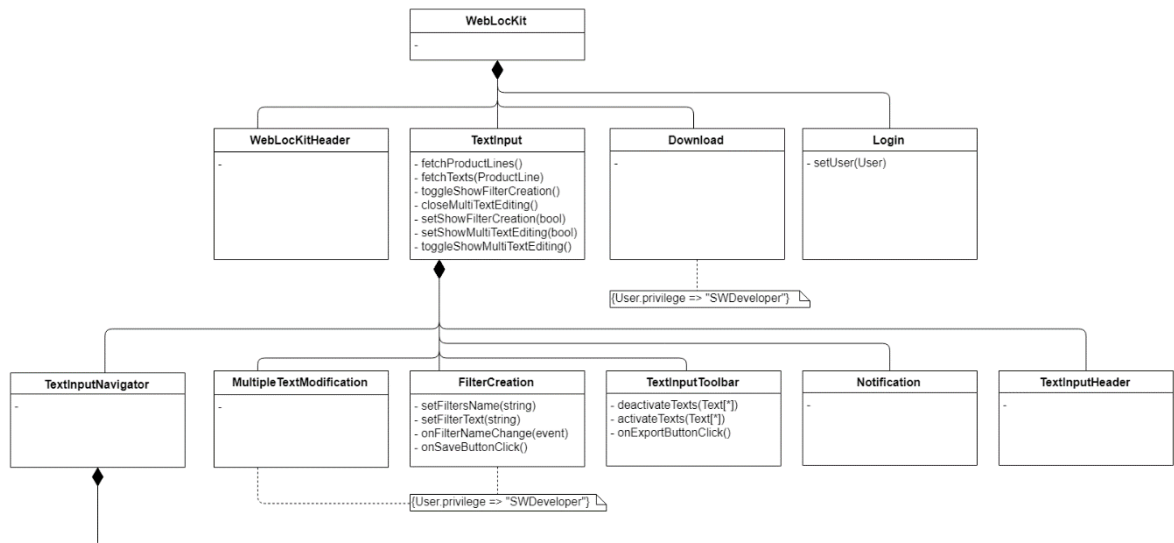 WebLocKit
-
WebLocKitHeader
-
TextInput
- fetchProductLines()
- fetchTexts(ProductLine)
- toggleShowFilterCreation()
- closeMultiTextEditing()
- setShowFilterCreation(bool)
- setShowMultiTextEditing(bool)
- toggleShowMultiTextEditing()
Download
-
Login
- setUser(User)
{User.privilege => "SWDeveloper"}
TextInputNavigator
-
MultipleTextModification
-
FilterCreation
- setFiltersName(string)
- setFilterText(string)
- onFilterNameChange(event)
- onSaveButtonClick()
TextInputToolbar
- deactivateTexts(Text[*])
- activateTexts(Text[*])
- onExportButtonClick()
Notification
-
TextInputHeader
-
{User.privilege => "SWDeveloper"}